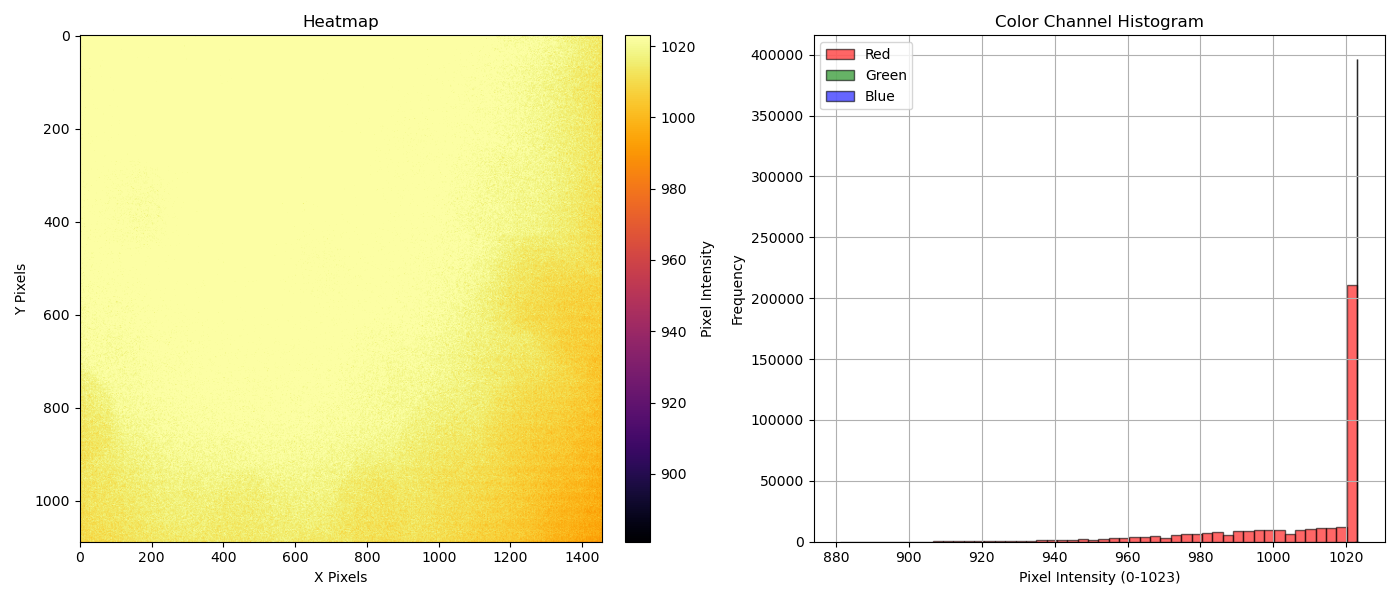 Heatmap
0
200
400
600
800
1000
Y Pixels
0 200 400 600 800 1000 1200 1400
X Pixels
1020
1000
980
960
940
920
900
Pixel Intensity
Color Channel Histogram
Red
Green
Blue
400000
350000
300000
250000
200000
150000
100000
50000
0
Frequency
880 900 920 940 960 980 1000 1020
Pixel Intensity (0-1023)